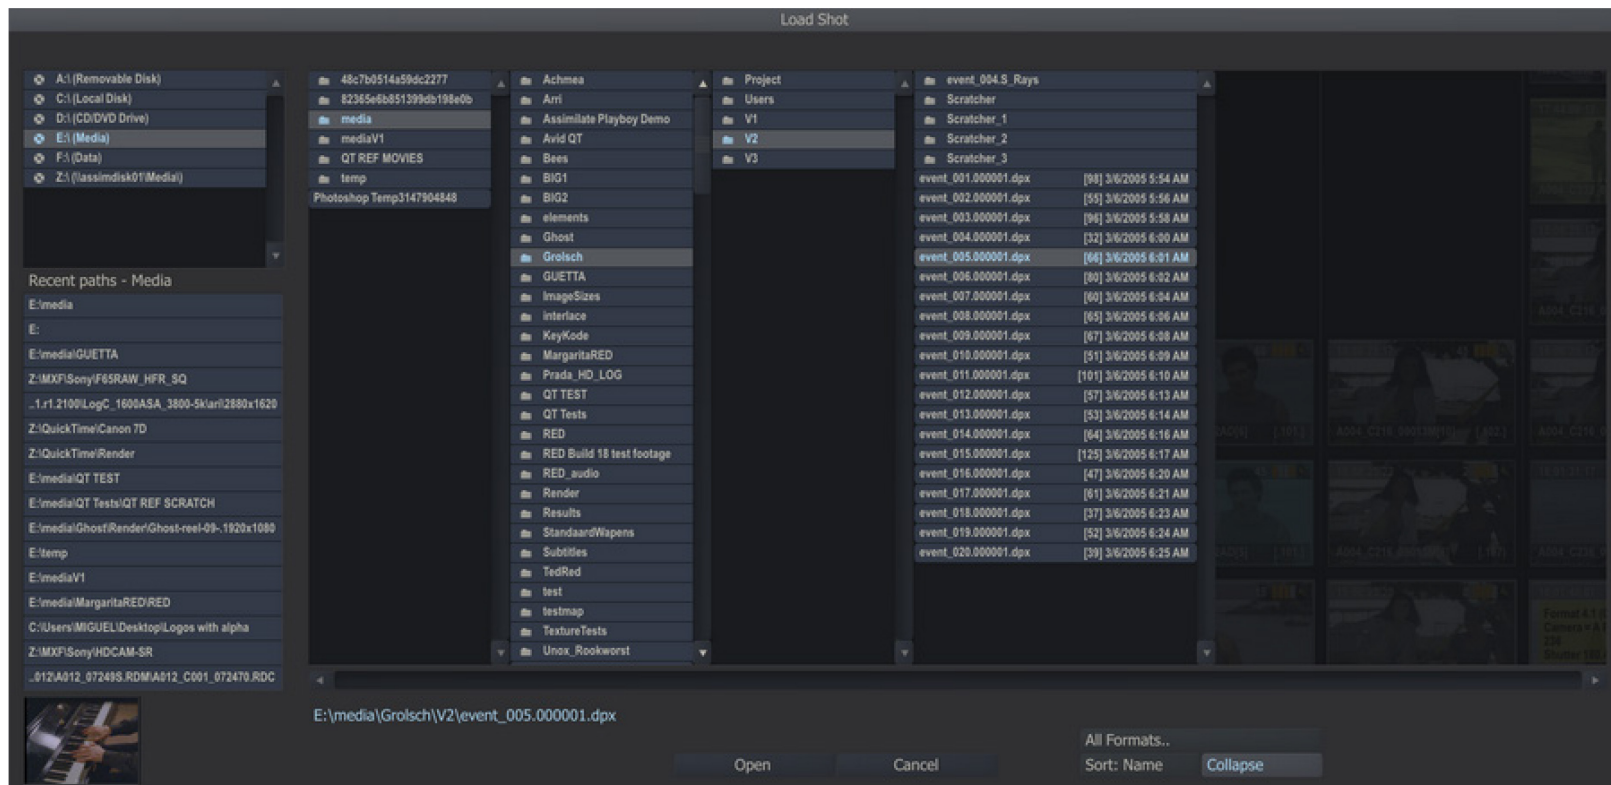 Load Shot
A:\ (Removable Disk)
C:\ (Local Disk)
D:\ (CD/DVD Drive)
E:\ (Media)
F:\ (Data)
Z:\ (\\assimdisk01\Media\)
Recent paths - Media
E:\media
E:
E:\media\GUETTA
Z:\MXF\Sony\F65RAW_HFR_SQ
..1.r1.2100\LogC_1600ASA_3800-5k\ari\2880x1620
Z:\QuickTime\Canon 7D
Z:\QuickTime\Render
E:\media\QT TEST
E:\media\QT Tests\QT REF SCRATCH
E:\media\Ghost\Render\Ghost-reel-09-.1920x1080
E:\temp
E:\mediaV1
E:\media\MargaritaRED\RED
C:\Users\MIGUEL\Desktop\Logos with alpha
Z:\MXF\Sony\HDCAM-SR
..012\A012_07249S.RDM\A012_C001_072470.RDC
48c7b0514a59dc2277
82365e6b851399db198e0b
media
mediaV1
QT REF MOVIES
temp
Photoshop Temp3147904848
Achmea
Arri
Assimilate Playboy Demo
Avid QT
Bees
BIG1
BIG2
elements
Ghost
Grolsch
GUETTA
ImageSizes
interlace
KeyKode
MargaritaRED
Prada_HD_LOG
QT TEST
QT Tests
RED
RED Build 18 test footage
RED_audio
Render
Results
StandaardWapens
Subtitles
TedRed
test
testmap
TextureTests
Unox_Rookworst
Project
Users
V1
V2
V3
event_004.S_Rays
Scratcher
Scratcher_1
Scratcher_2
Scratcher_3
event_001.000001.dpx [98] 3/6/2005 5:54 AM
event_002.000001.dpx [55] 3/6/2005 5:56 AM
event_003.000001.dpx [96] 3/6/2005 5:58 AM
event_004.000001.dpx [32] 3/6/2005 6:00 AM
event_005.000001.dpx [66] 3/6/2005 6:01 AM
event_006.000001.dpx [80] 3/6/2005 6:02 AM
event_007.000001.dpx [60] 3/6/2005 6:04 AM
event_008.000001.dpx [65] 3/6/2005 6:06 AM
event_009.000001.dpx [67] 3/6/2005 6:08 AM
event_010.000001.dpx [51] 3/6/2005 6:09 AM
event_011.000001.dpx [101] 3/6/2005 6:10 AM
event_012.000001.dpx [57] 3/6/2005 6:13 AM
event_013.000001.dpx [53] 3/6/2005 6:14 AM
event_014.000001.dpx [64] 3/6/2005 6:16 AM
event_015.000001.dpx [125] 3/6/2005 6:17 AM
event_016.000001.dpx [47] 3/6/2005 6:20 AM
event_017.000001.dpx [61] 3/6/2005 6:21 AM
event_018.000001.dpx [37] 3/6/2005 6:23 AM
event_019.000001.dpx [52] 3/6/2005 6:24 AM
event_020.000001.dpx [39] 3/6/2005 6:25 AM
E:\media\Grolsch\V2\event_005.000001.dpx
Open
Cancel
All Formats..
Sort: Name
Collapse